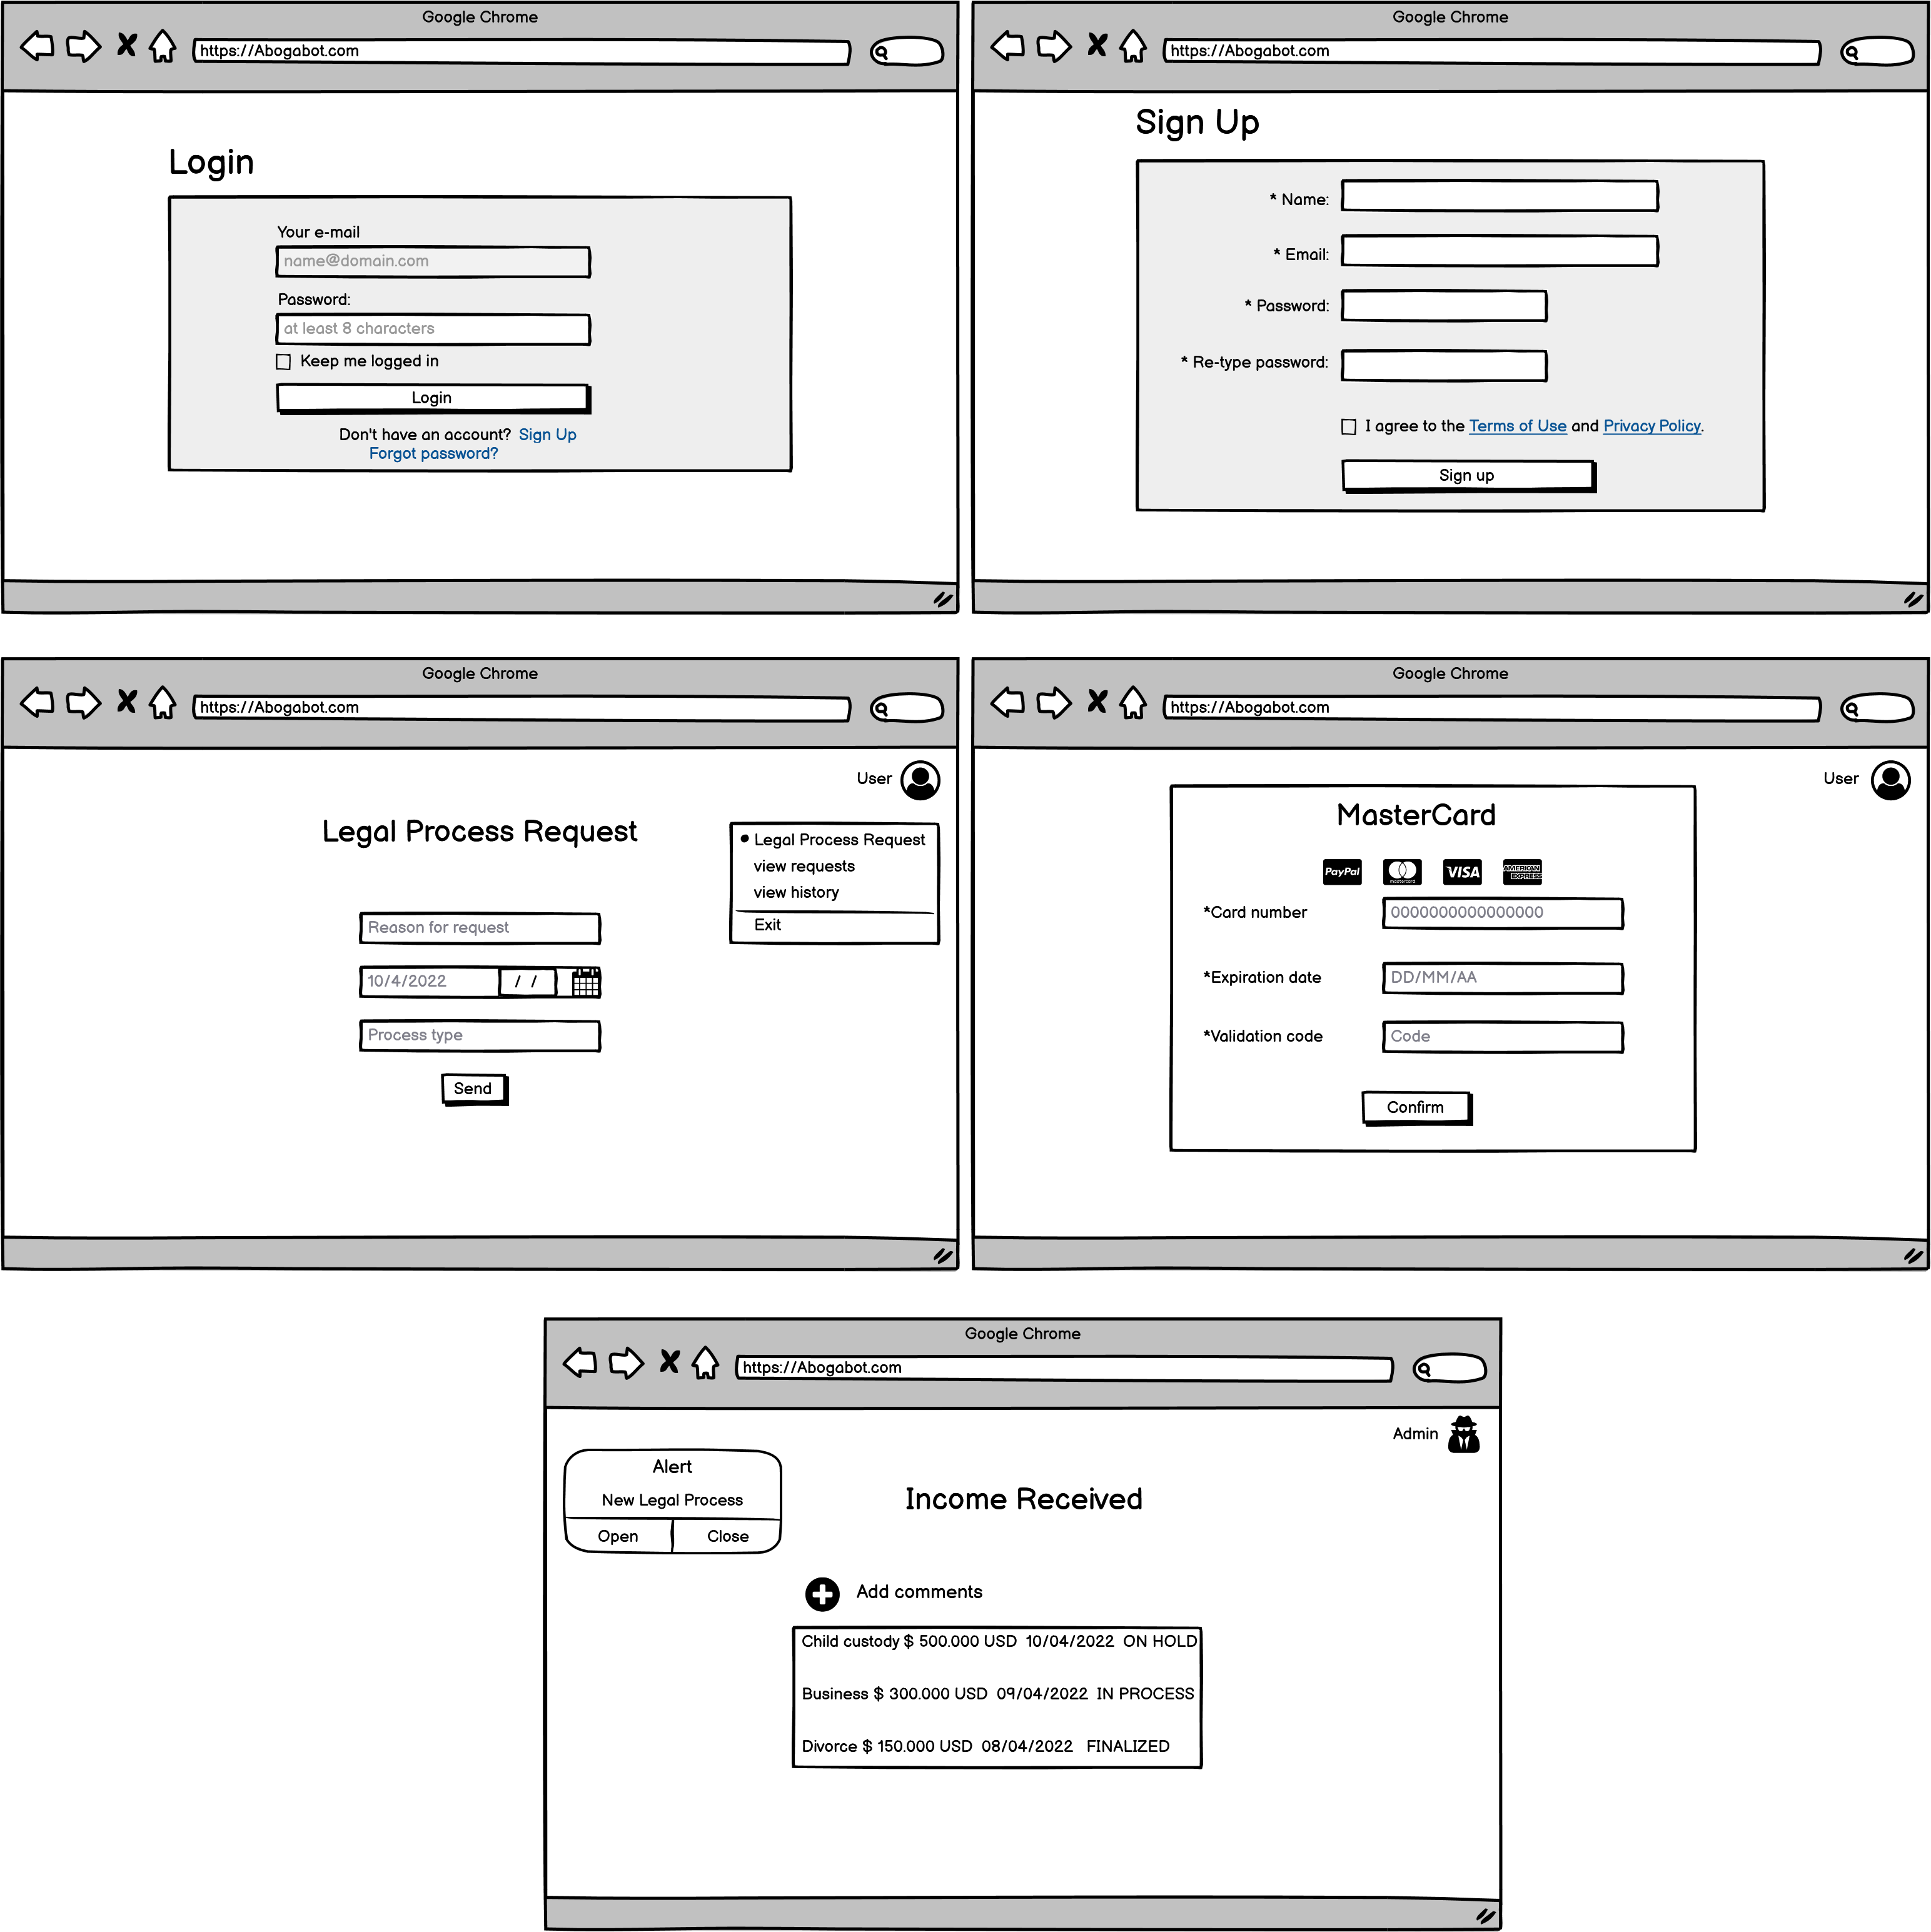 Google Chrome
https://Abogabot.com
Login
Your e-mail
name@domain.com
Password:
at least 8 characters
Keep me logged in
Login
Don't have an account? Sign Up
Forgot password?
Google Chrome
https://Abogabot.com
Sign Up
* Name:
* Email:
* Password:
* Re-type password:
I agree to the Terms of Use and Privacy Policy.
Sign up
Google Chrome
https://Abogabot.com
User
Legal Process Request
Legal Process Request
view requests
view history
Exit
Reason for request
10/4/2022 / /
Process type
Send
Google Chrome
https://Abogabot.com
User
MasterCard
PayPal mastercard VISA AMERICAN EXPRESS
*Card number 0000000000000000
*Expiration date DD/MM/AA
*Validation code Code
Confirm
Google Chrome
https://Abogabot.com
Admin
Alert
New Legal Process
Open Close
Income Received
Add comments
Child custody $ 500.000 USD 10/04/2022 ON HOLD
Business $ 300.000 USD 09/04/2022 IN PROCESS
Divorce $ 150.000 USD 08/04/2022 FINALIZED